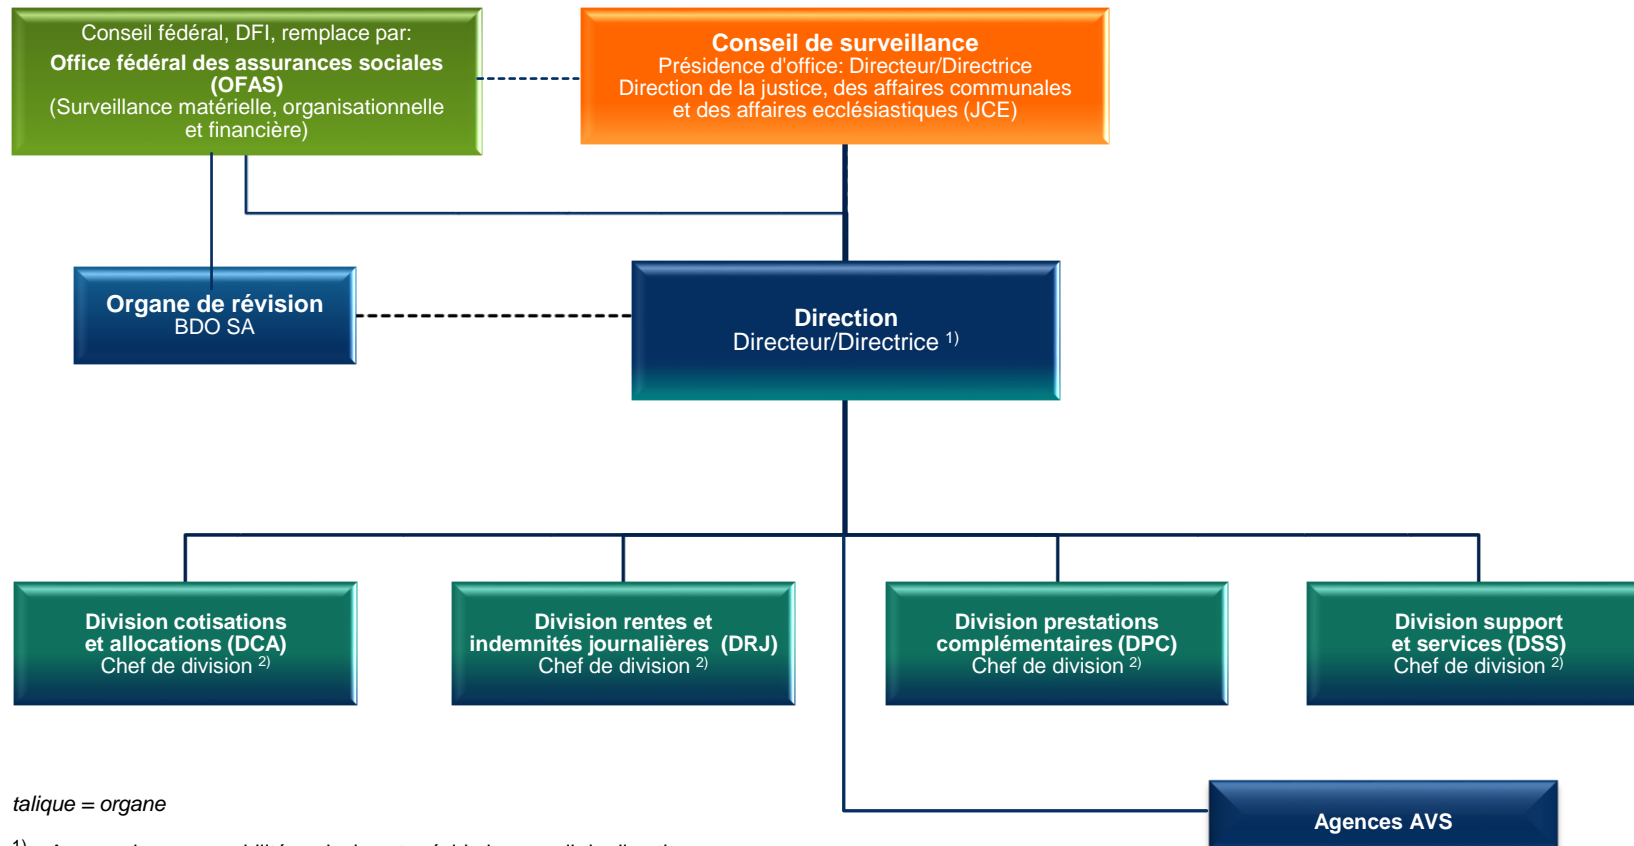 Conseil fédéral, DFI, remplace par:
Office fédéral des assurances sociales
(OFAS)
(Surveillance matérielle, organisationnelle
et financière)
Conseil de surveillance
Présidence d'office: Directeur/Directrice
Direction de la justice, des affaires communales
et des affaires ecclésiastiques (JCE)
Organe de révision
BDO SA
Direction
Directeur/Directrice 1)
Division cotisations
et allocations (DCA)
Chef de division 2)
Division rentes et
indemnités journalières (DRJ)
Chef de division 2)
Division prestations
complémentaires (DPC)
Chef de division 2)
Division support
et services (DSS)
Chef de division 2)
talique = organe
Agences AVS
1)